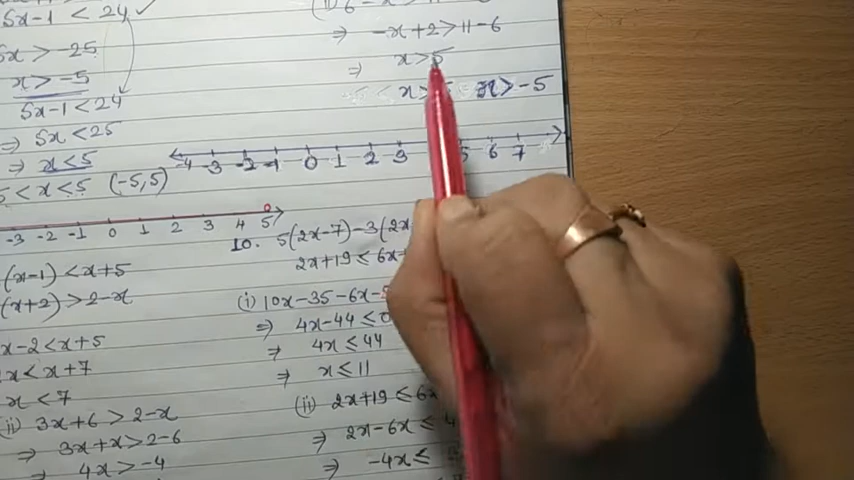 5x-1 < 24 ✓
5x > -25
x > -5
5x-1 < 24
⇒ 5x < 25
⇒ x < 5
5 < x < 5 (-5,5)
-3 -2 -1 0 1 2 3 4 5
(x-1) < x+5
(x+2) > 2-x
x-2 < x+5
x < x+7
x < 7
(ii) 3x+6 > 2-x
⇒ 3x+x > 2-6
⇒ 4x > -4
⇒ -x+2 > 11-6
⇒ x > 5
x > x > -5
-4 -3 -2 -1 0 1 2 3 5 6 7
10. 5(2x-7)-3(2x
2x+19 ≤ 6x
(i) 10x-35-6x-
⇒ 4x-44 ≤ 0
⇒ 4x ≤ 44
⇒ x ≤ 11
(ii) 2x+19 ≤ 6x
⇒ 2x-6x ≤ 4
⇒ -4x ≤